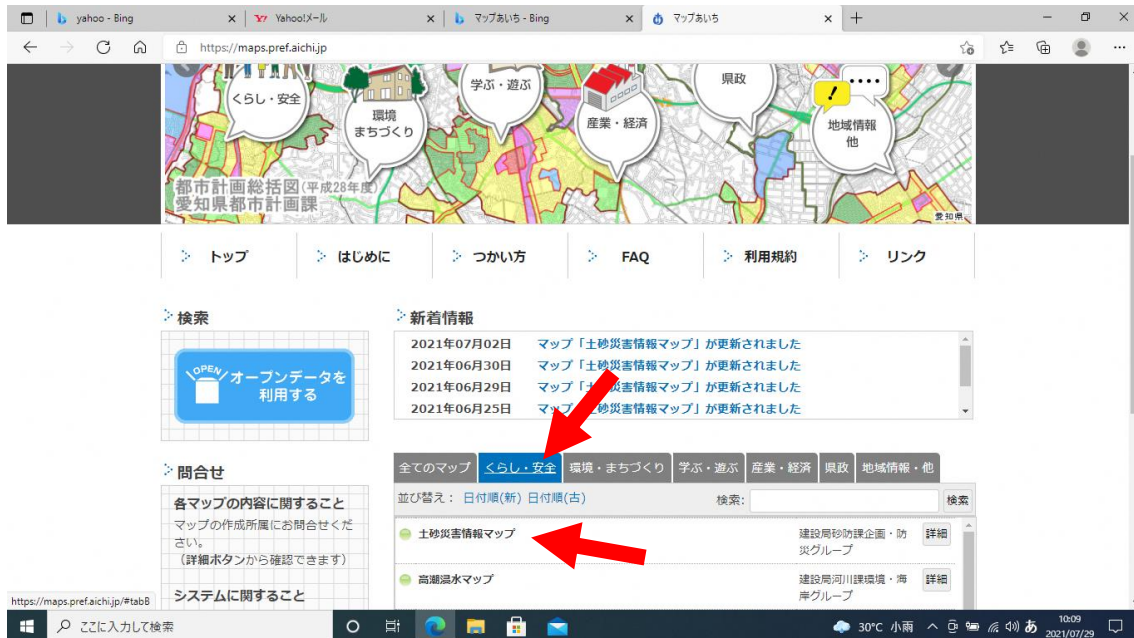 yahoo - Bing
Yahoo!メール
マップあいち - Bing
マップあいち
https://maps.pref.aichi.jp
くらし・安全
環境
まちづくり
学ぶ・遊ぶ
産業・経済
県政
地域情報
他
都市計画総括図(平成28年度)
愛知県都市計画課
愛知県
トップ
はじめに
つかい方
FAQ
利用規約
リンク
検索
OPEN
オープンデータを
利用する
新着情報
2021年07月02日 マップ「土砂災害情報マップ」が更新されました
2021年06月30日 マップ「土砂災害情報マップ」が更新されました
2021年06月29日 マップ「土砂災害情報マップ」が更新されました
2021年06月25日 マップ「土砂災害情報マップ」が更新されました
問合せ
各マップの内容に関すること
マップの作成所属にお問合せくだ
さい。
(詳細ボタンから確認できます)
システムに関すること
全てのマップ くらし・安全 環境・まちづくり 学ぶ・遊ぶ 産業・経済 県政 地域情報・他
並び替え: 日付順(新) 日付順(古) 検索: 検索
土砂災害情報マップ
建設局砂防課企画・防
災グループ
詳細
高潮浸水マップ
建設局河川課環境・海
岸グループ
詳細
https://maps.pref.aichi.jp/#tabB
ここに入力して検索
30°C 小雨
あ
10:09
2021/07/29